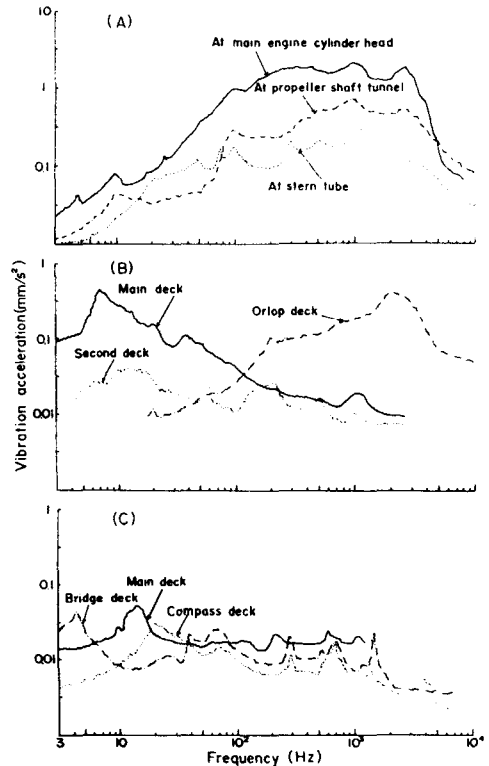 (A)
10
At main engine cylinder head
1
At propeller shaft tunnel
0.1
At stern tube
(B)
1
Main deck
Orlop deck
0.1
Second deck
0.01
Vibration acceleration(mm/s²)
(C)
1
0.1
Bridge deck
Main deck
Compass deck
0.01
3 10 10² 10³ 10⁴
Frequency (Hz)